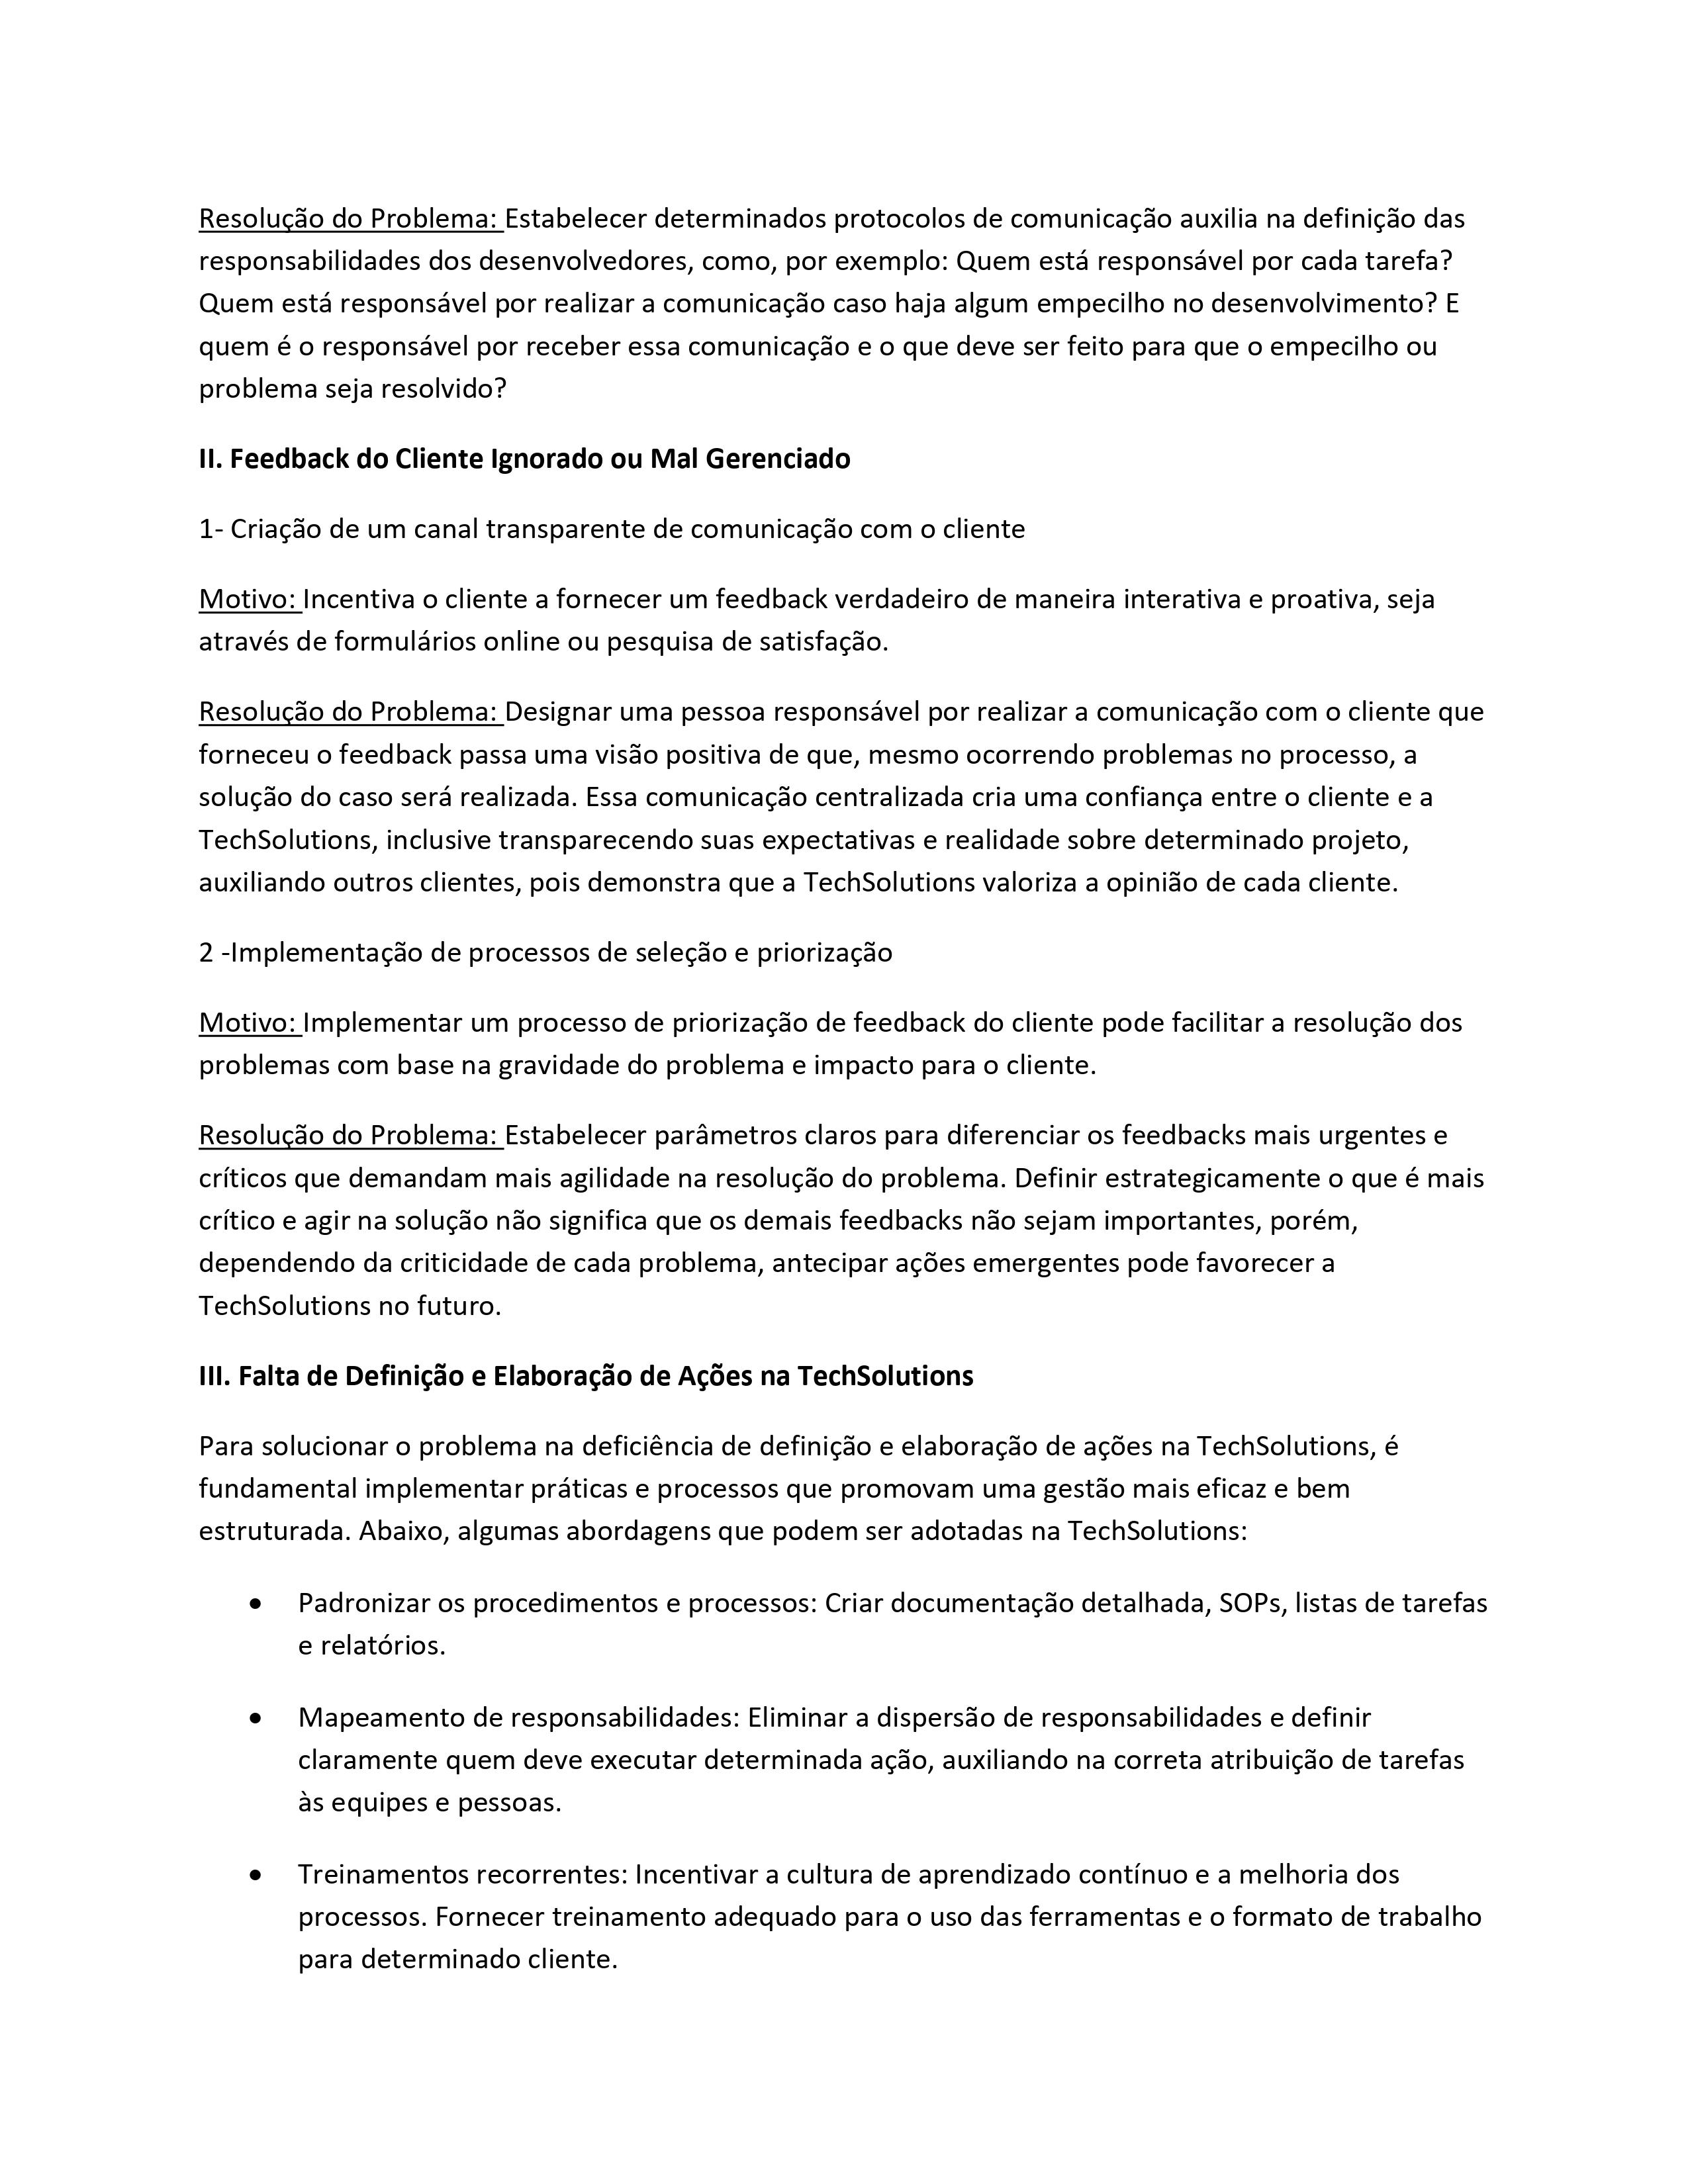 Resolução do Problema: Estabelecer determinados protocolos de comunicação auxilia na definição das
responsabilidades dos desenvolvedores, como, por exemplo: Quem está responsável por cada tarefa?
Quem está responsável por realizar a comunicação caso haja algum empecilho no desenvolvimento? E
quem é o responsável por receber essa comunicação e o que deve ser feito para que o empecilho ou
problema seja resolvido?
II. Feedback do Cliente Ignorado ou Mal Gerenciado
1- Criação de um canal transparente de comunicação com o cliente
Motivo: Incentiva o cliente a fornecer um feedback verdadeiro de maneira interativa e proativa, seja
através de formulários online ou pesquisa de satisfação.
Resolução do Problema: Designar uma pessoa responsável por realizar a comunicação com o cliente que
forneceu o feedback passa uma visão positiva de que, mesmo ocorrendo problemas no processo, a
solução do caso será realizada. Essa comunicação centralizada cria uma confiança entre o cliente e a
TechSolutions, inclusive transparecendo suas expectativas e realidade sobre determinado projeto,
auxiliando outros clientes, pois demonstra que a TechSolutions valoriza a opinião de cada cliente.
2 -Implementação de processos de seleção e priorização
Motivo: Implementar um processo de priorização de feedback do cliente pode facilitar a resolução dos
problemas com base na gravidade do problema e impacto para o cliente.
Resolução do Problema: Estabelecer parâmetros claros para diferenciar os feedbacks mais urgentes e
críticos que demandam mais agilidade na resolução do problema. Definir estrategicamente o que é mais
crítico e agir na solução não significa que os demais feedbacks não sejam importantes, porém,
dependendo da criticidade de cada problema, antecipar ações emergentes pode favorecer a
TechSolutions no futuro.
III. Falta de Definição e Elaboração de Ações na TechSolutions
Para solucionar o problema na deficiência de definição e elaboração de ações na TechSolutions, é
fundamental implementar práticas e processos que promovam uma gestão mais eficaz e bem
estruturada. Abaixo, algumas abordagens que podem ser adotadas na TechSolutions:
• Padronizar os procedimentos e processos: Criar documentação detalhada, SOPs, listas de tarefas
e relatórios.
• Mapeamento de responsabilidades: Eliminar a dispersão de responsabilidades e definir
claramente quem deve executar determinada ação, auxiliando na correta atribuição de tarefas
às equipes e pessoas.
• Treinamentos recorrentes: Incentivar a cultura de aprendizado contínuo e a melhoria dos
processos. Fornecer treinamento adequado para o uso das ferramentas e o formato de trabalho
para determinado cliente.